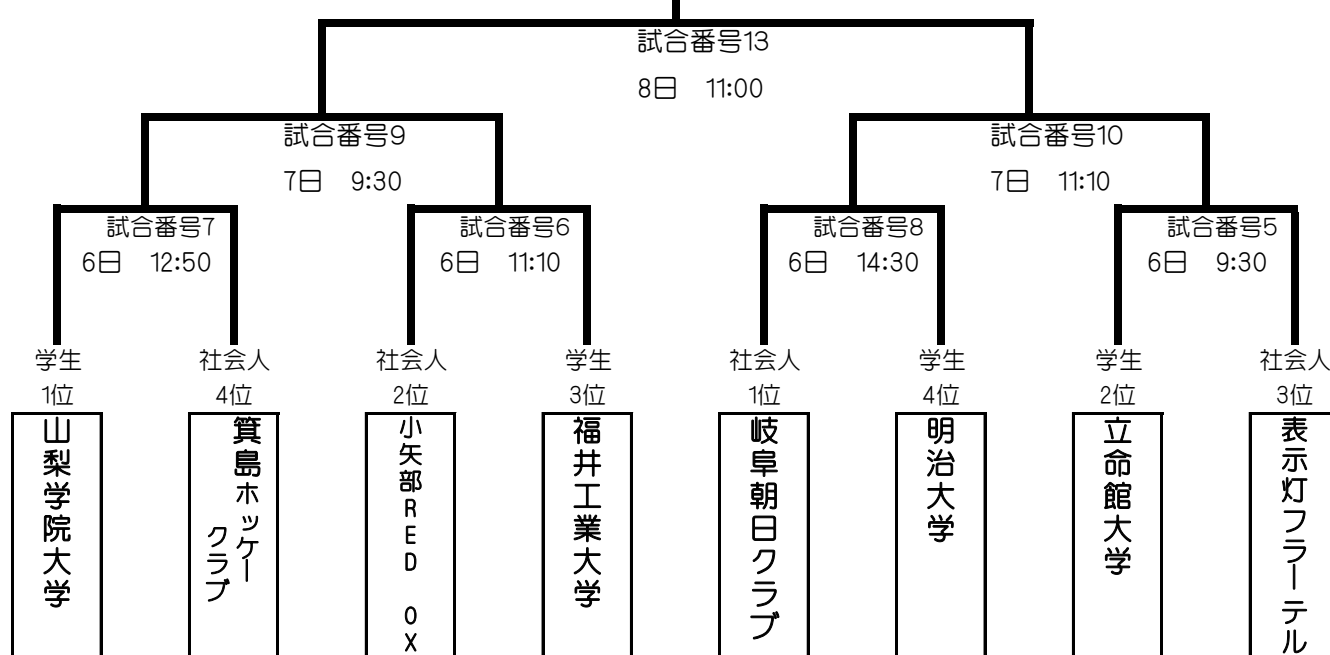 試合番号13
8日 11:00
試合番号9
7日 9:30
試合番号10
7日 11:10
試合番号7
6日 12:50
試合番号6
6日 11:10
試合番号8
6日 14:30
試合番号5
6日 9:30
学生
1位
山梨学院大学
社会人
4位
箕島ホッケー
クラブ
社会人
2位
小矢部RED OX
学生
3位
福井工業大学
社会人
1位
岐阜朝日クラブ
学生
4位
明治大学
学生
2位
立命館大学
社会人
3位
表示灯フラーテル